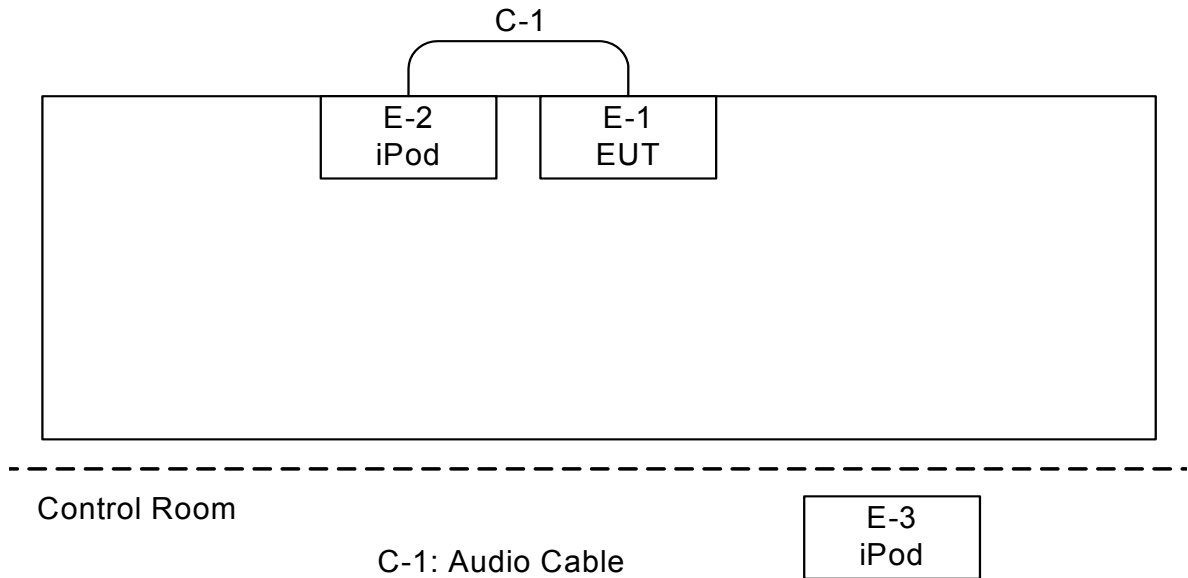 C-1
E-2
iPod
E-1
EUT
Control Room
E-3
iPod
C-1: Audio Cable